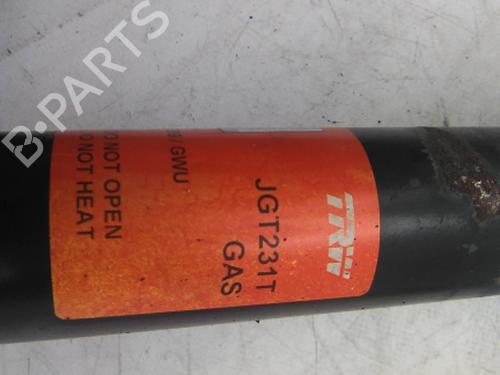 B-PARTS
TRW
JGT231T
GAS
GWU
DO NOT OPEN
DO NOT HEAT